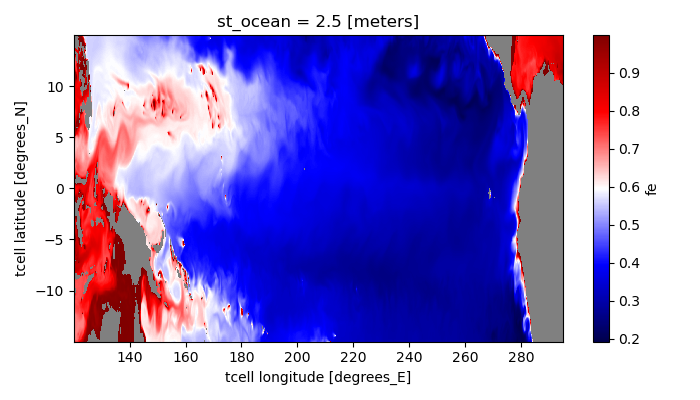 st_ocean = 2.5 [meters]
tcell latitude [degrees_N]
10
5
0
−5
−10
140 160 180 200 220 240 260 280
tcell longitude [degrees_E]
0.9
0.8
0.7
0.6
0.5
0.4
0.3
0.2
fe